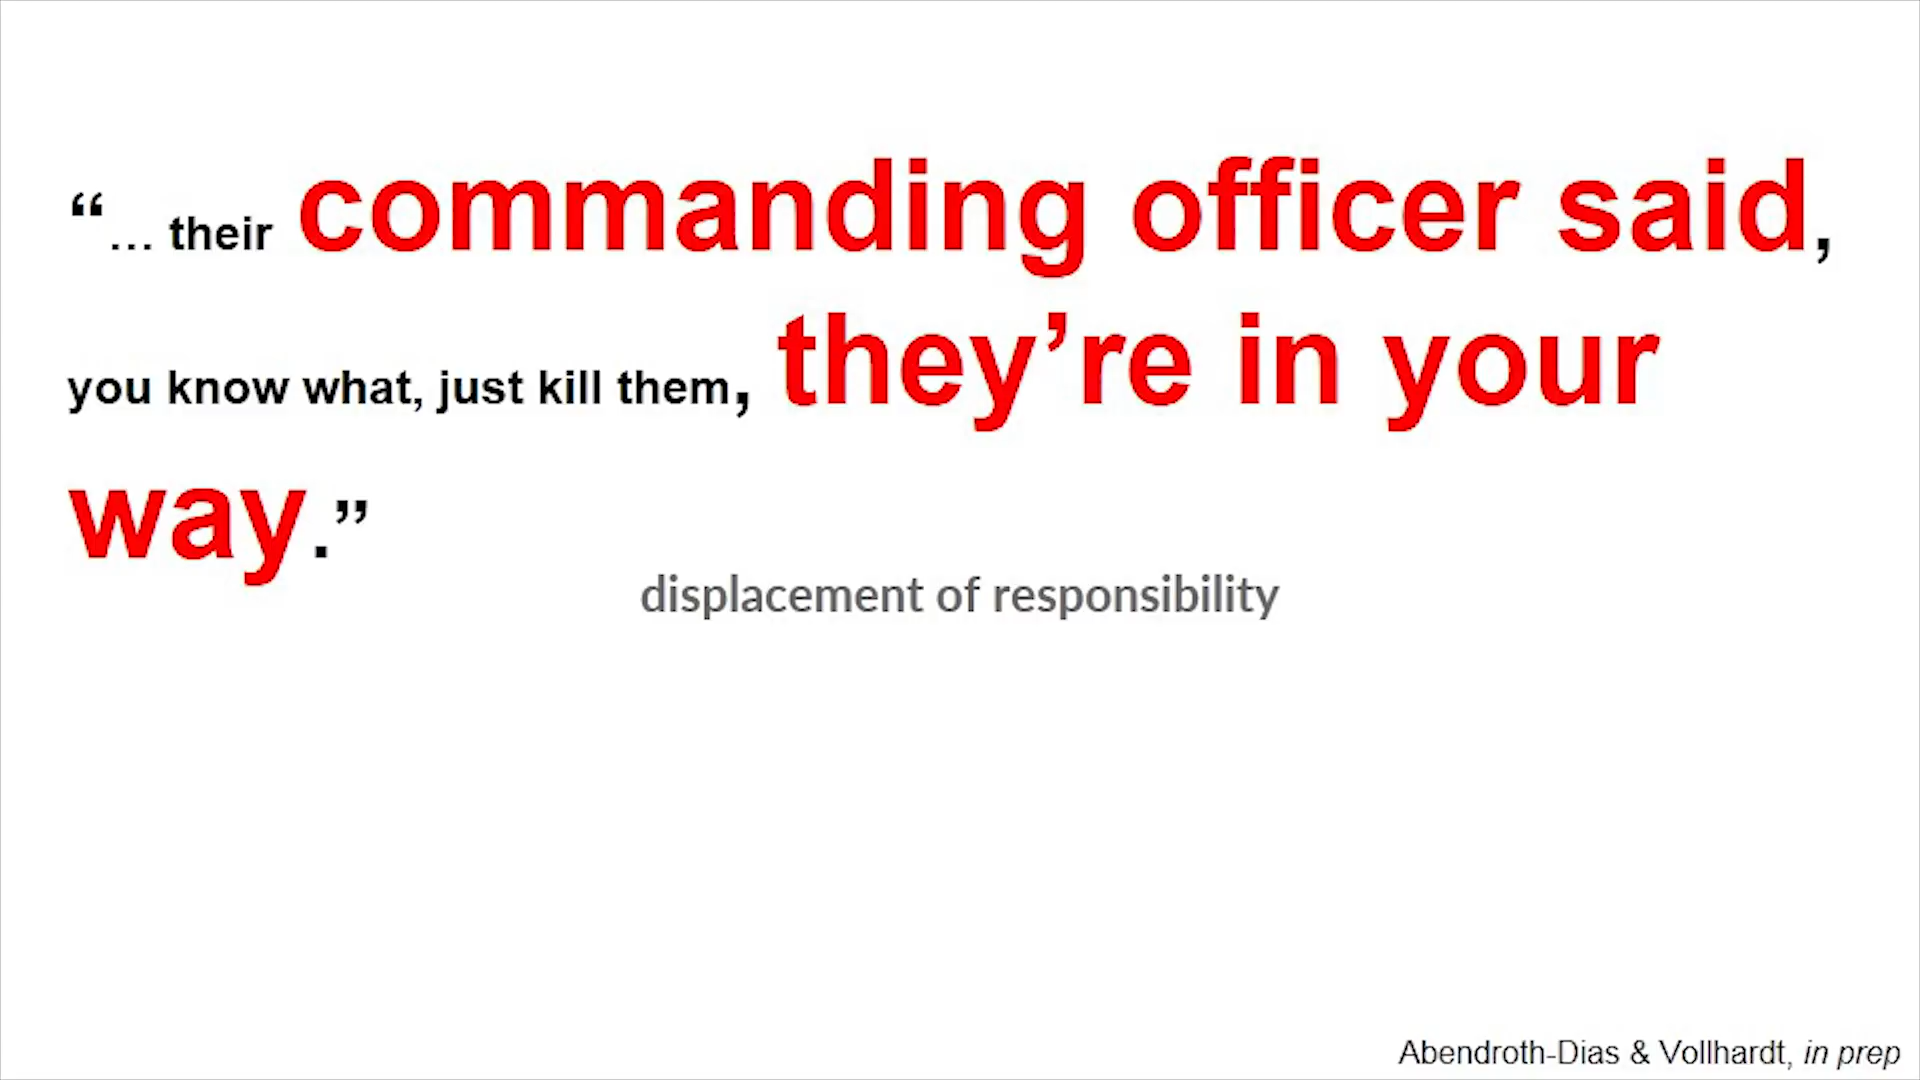 “… their commanding officer said,
you know what, just kill them, they’re in your
way.”
displacement of responsibility
Abendroth-Dias & Vollhardt, in prep